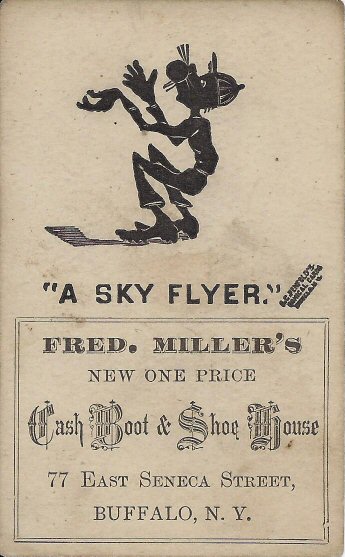 "A SKY FLYER."
FRED. MILLER'S
NEW ONE PRICE
Cash Boot & Shoe House
77 East Seneca Street,
BUFFALO, N. Y.